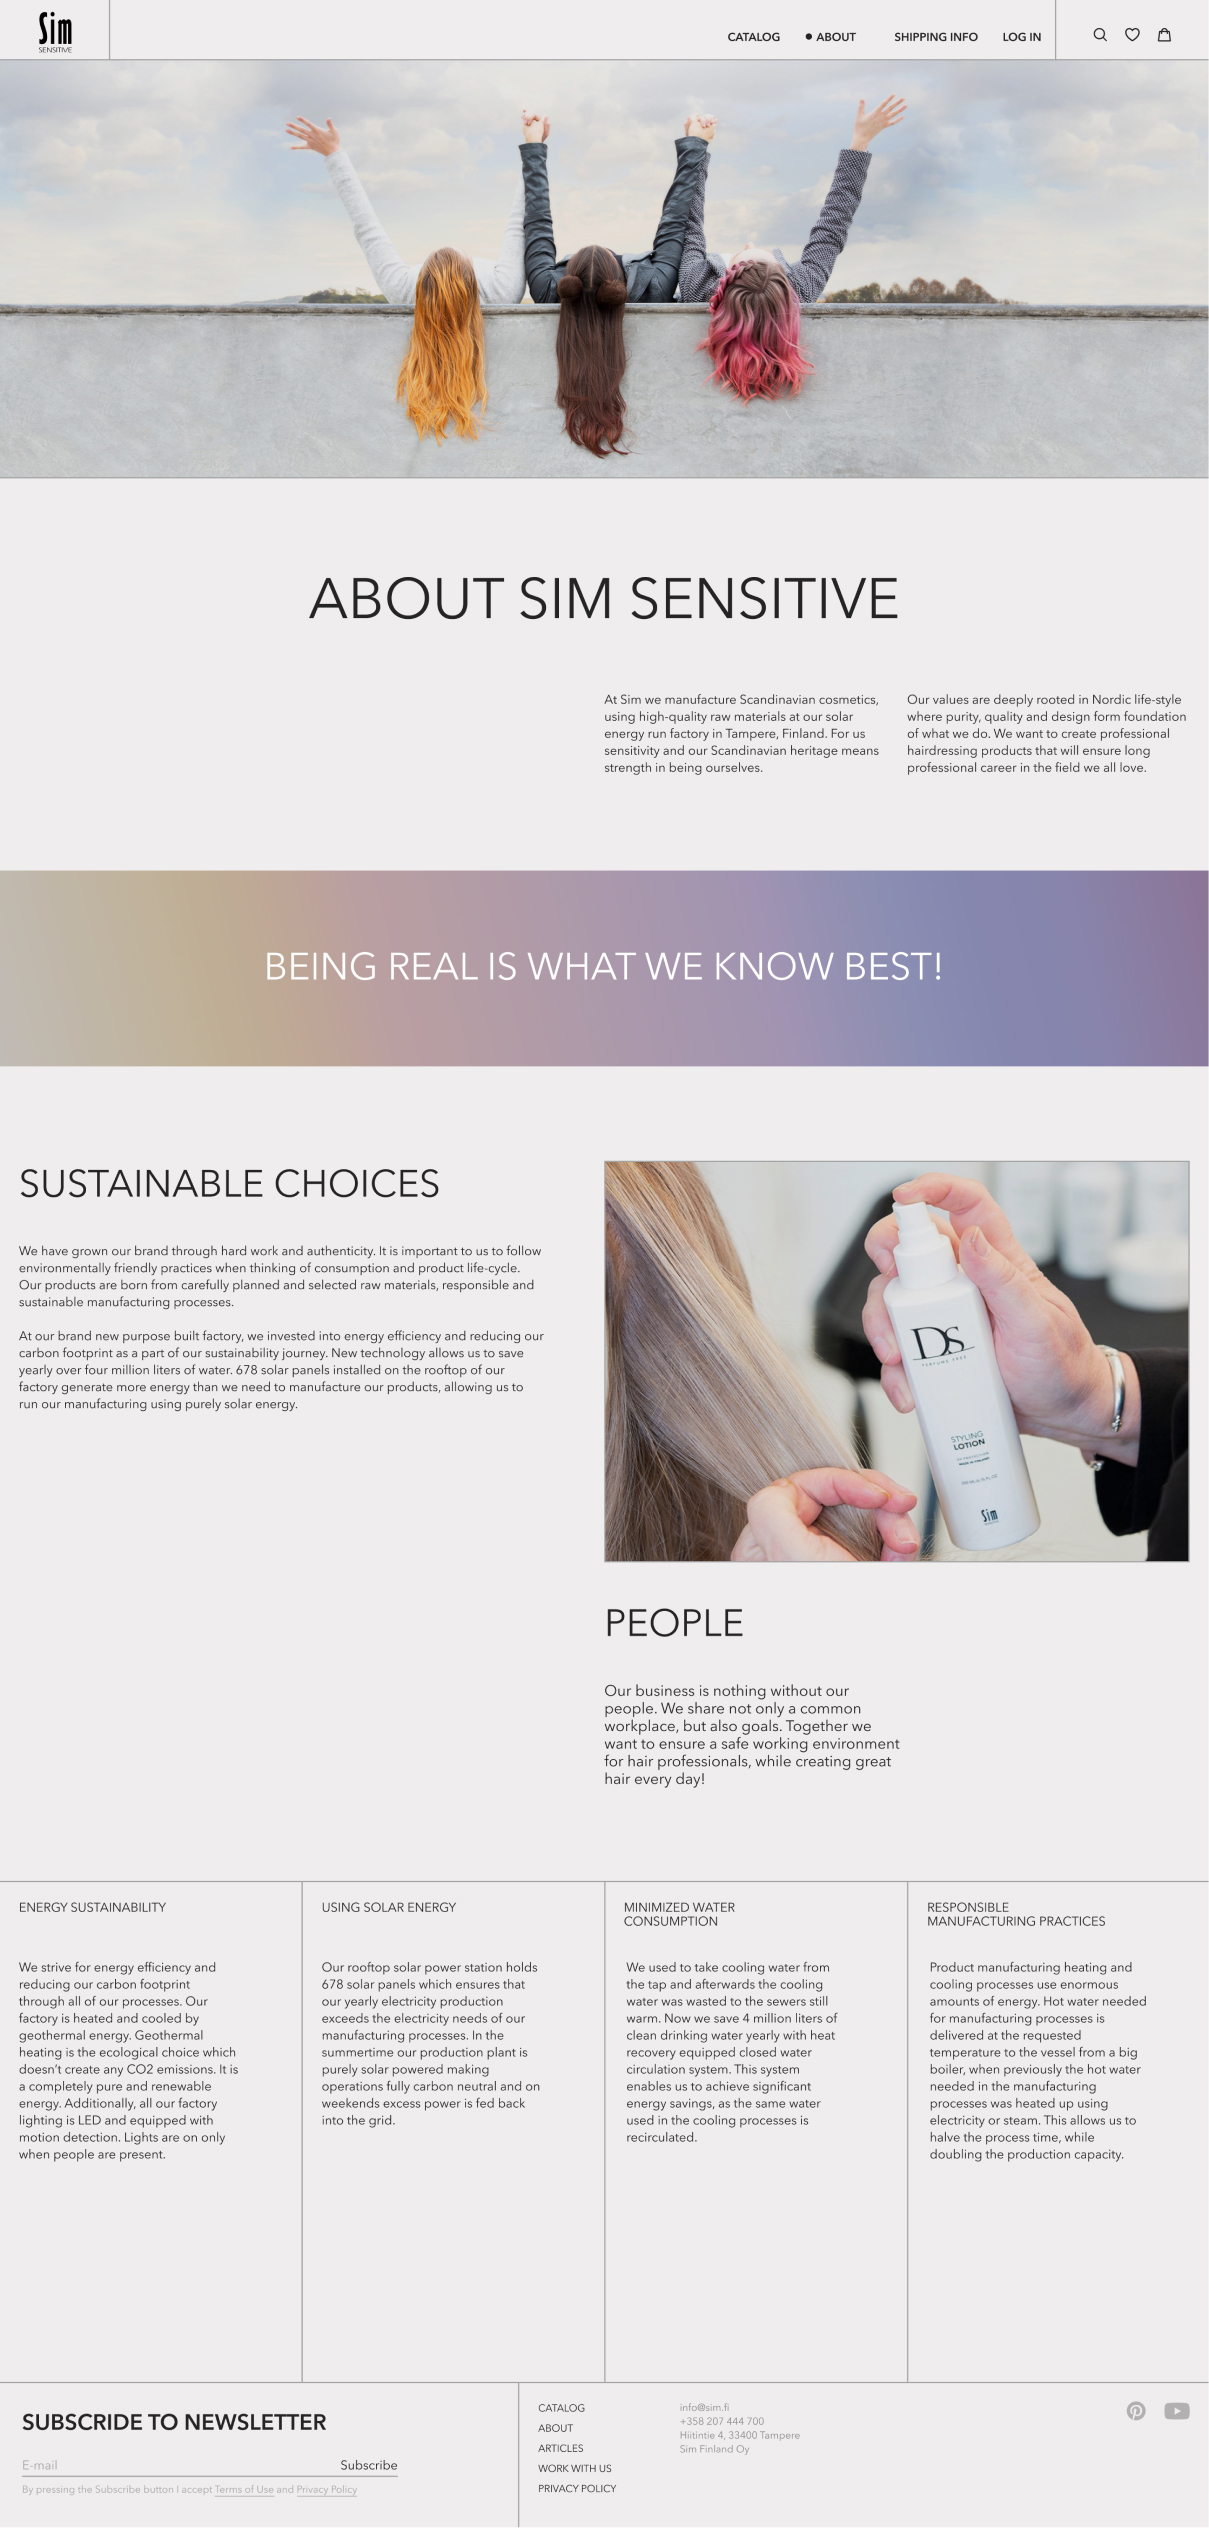 Sim
SENSITIVE
CATALOG
ABOUT
SHIPPING INFO
LOG IN
ABOUT SIM SENSITIVE
At Sim we manufacture Scandinavian cosmetics,
using high-quality raw materials at our solar
energy run factory in Tampere, Finland. For us
sensitivity and our Scandinavian heritage means
strength in being ourselves.
Our values are deeply rooted in Nordic life-style
where purity, quality and design form foundation
of what we do. We want to create professional
hairdressing products that will ensure long
professional career in the field we all love.
BEING REAL IS WHAT WE KNOW BEST!
SUSTAINABLE CHOICES
We have grown our brand through hard work and authenticity. It is important to us to follow
environmentally friendly practices when thinking of consumption and product life-cycle.
Our products are born from carefully planned and selected raw materials, responsible and
sustainable manufacturing processes.
At our brand new purpose built factory, we invested into energy efficiency and reducing our
carbon footprint as a part of our sustainability journey. New technology allows us to save
yearly over four million liters of water. 678 solar panels installed on the rooftop of our
factory generate more energy than we need to manufacture our products, allowing us to
run our manufacturing using purely solar energy.
DS
PERFUME FREE
STYLING
LOTION
MADE IN FINLAND
Sim
PEOPLE
Our business is nothing without our
people. We share not only a common
workplace, but also goals. Together we
want to ensure a safe working environment
for hair professionals, while creating great
hair every day!
ENERGY SUSTAINABILITY
We strive for energy efficiency and
reducing our carbon footprint
through all of our processes. Our
factory is heated and cooled by
geothermal energy. Geothermal
heating is the ecological choice which
doesn't create any CO2 emissions. It is
a completely pure and renewable
energy. Additionally, all our factory
lighting is LED and equipped with
motion detection. Lights are on only
when people are present.
USING SOLAR ENERGY
Our rooftop solar power station holds
678 solar panels which ensures that
our yearly electricity production
exceeds the electricity needs of our
manufacturing processes. In the
summertime our production plant is
purely solar powered making
operations fully carbon neutral and on
weekends excess power is fed back
into the grid.
MINIMIZED WATER
CONSUMPTION
We used to take cooling water from
the tap and afterwards the cooling
water was wasted to the sewers still
warm. Now we save 4 million liters of
clean drinking water yearly with heat
recovery equipped closed water
circulation system. This system
enables us to achieve significant
energy savings, as the same water
used in the cooling processes is
recirculated.
RESPONSIBLE
MANUFACTURING PRACTICES
Product manufacturing heating and
cooling processes use enormous
amounts of energy. Hot water needed
for manufacturing processes is
delivered at the requested
temperature to the vessel from a big
boiler, when previously the hot water
needed in the manufacturing
processes was heated up using
electricity or steam. This allows us to
halve the process time, while
doubling the production capacity.
SUBSCRIDE TO NEWSLETTER
E-mail
Subscribe
By pressing the Subscribe button I accept Terms of Use and Privacy Policy
CATALOG
ABOUT
ARTICLES
WORK WITH US
PRIVACY POLICY
info@sim.fi
+358 207 444 700
Hiitintie 4, 33400 Tampere
Sim Finland Oy